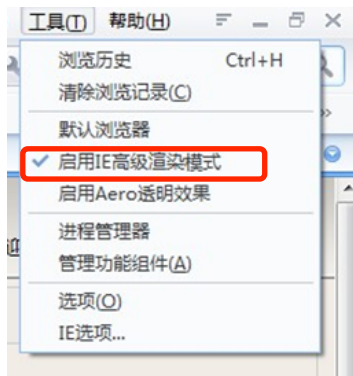 工具(T) 帮助(H)
浏览历史 Ctrl+H
清除浏览记录(C)
默认浏览器
启用IE高级渲染模式
启用Aero透明效果
进程管理器
管理功能组件(A)
选项(O)
IE选项...